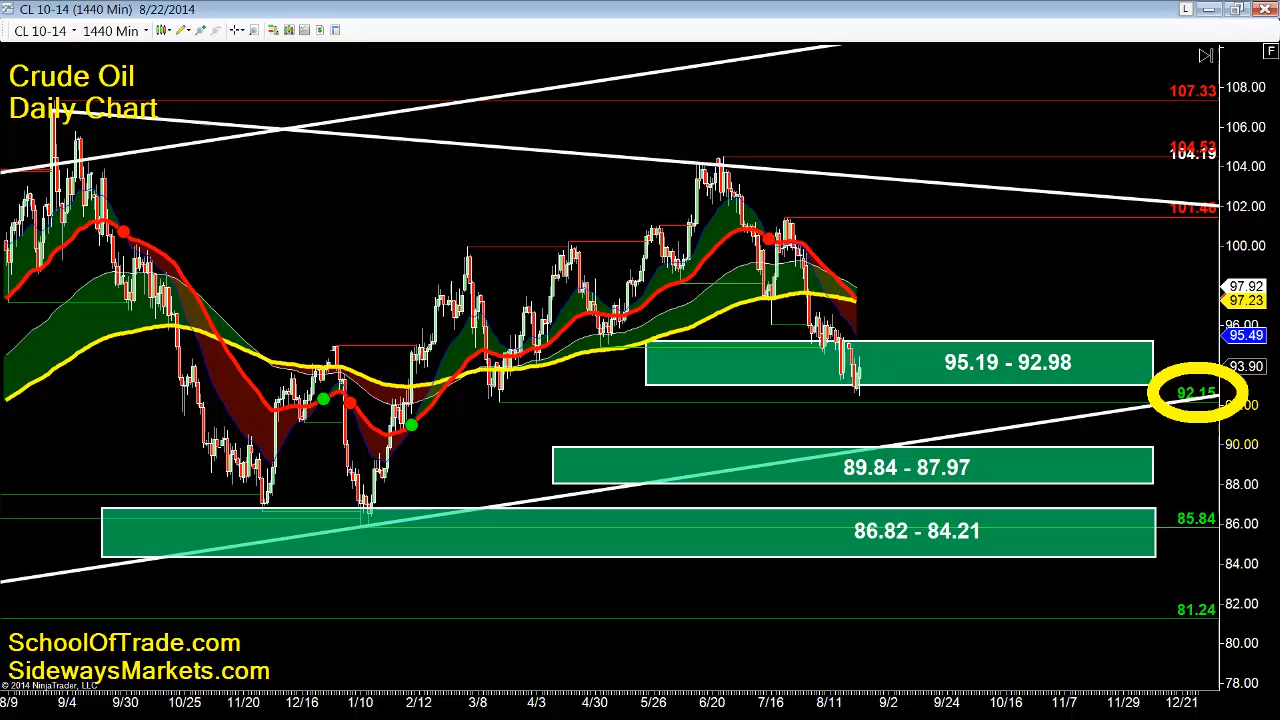 CL 10-14 (1440 Min) 8/22/2014
L
CL 10-14 1440 Min
F
Crude Oil
Daily Chart
108.00
107.33
106.00
104.53
104.19
104.00
102.00
101.46
100.00
97.92
97.23
96.00
95.49
95.19 - 92.98
93.90
92.15
92.00
90.00
89.84 - 87.97
88.00
85.84
86.00
86.82 - 84.21
84.00
82.00
81.24
80.00
78.00
SchoolOfTrade.com
SidewaysMarkets.com
© 2014 NinjaTrader, LLC
8/9 9/4 9/30 10/25 11/20 12/16 1/10 2/12 3/10 4/3 4/30 5/26 6/20 7/16 8/11 9/2 9/24 10/16 11/7 11/29 12/21